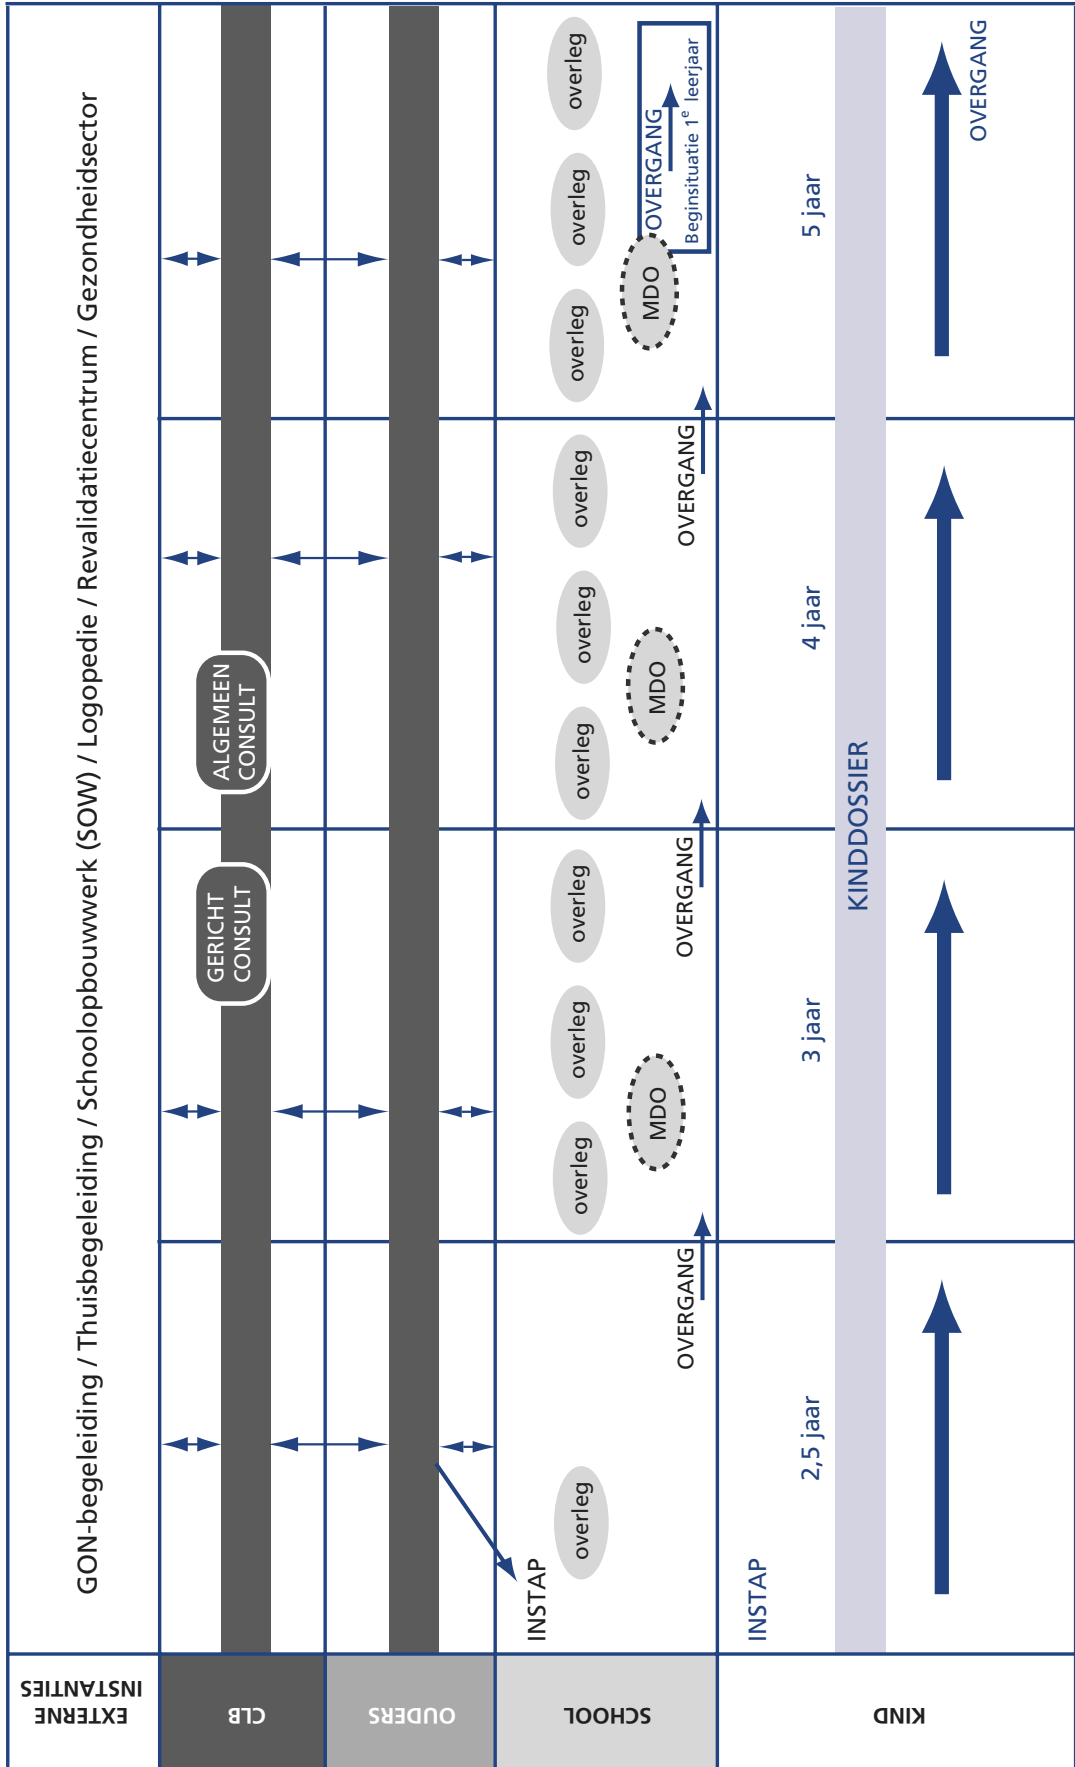 EXTERNE
INSTANTIES
GON-begeleiding / Thuisbegeleiding / Schoolopbouwwerk (SOW) / Logopedie / Revalidatiecentrum / Gezondheidsector
CLB
GERICHT
CONSULT
ALGEMEEN
CONSULT
OUDERS
SCHOOL
INSTAP
overleg
OVERGANG
overleg
overleg
overleg
MDO
OVERGANG
overleg
overleg
overleg
MDO
OVERGANG
overleg
overleg
overleg
MDO
OVERGANG
Beginsituatie 1e leerjaar
KIND
INSTAP
2,5 jaar
3 jaar
4 jaar
5 jaar
KINDDOSSIER
OVERGANG